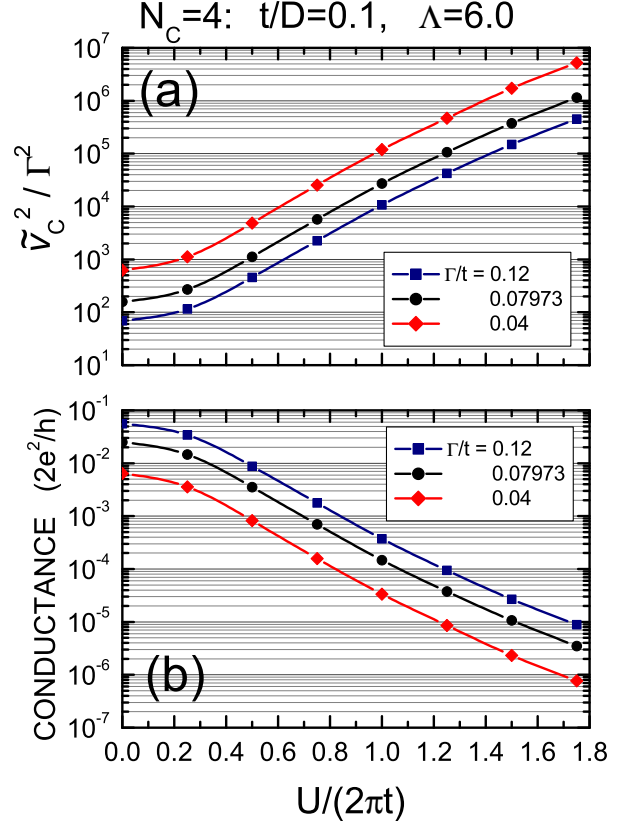 N_C=4: t/D=0.1, Λ=6.0
10^7
10^6
10^5
10^4
10^3
10^2
10^1
ṽ_C^2 / Γ^2
(a)
Γ/t = 0.12
0.07973
0.04
10^-1
10^-2
10^-3
10^-4
10^-5
10^-6
10^-7
CONDUCTANCE (2e^2/h)
Γ/t = 0.12
0.07973
0.04
(b)
0.0 0.2 0.4 0.6 0.8 1.0 1.2 1.4 1.6 1.8
U/(2πt)